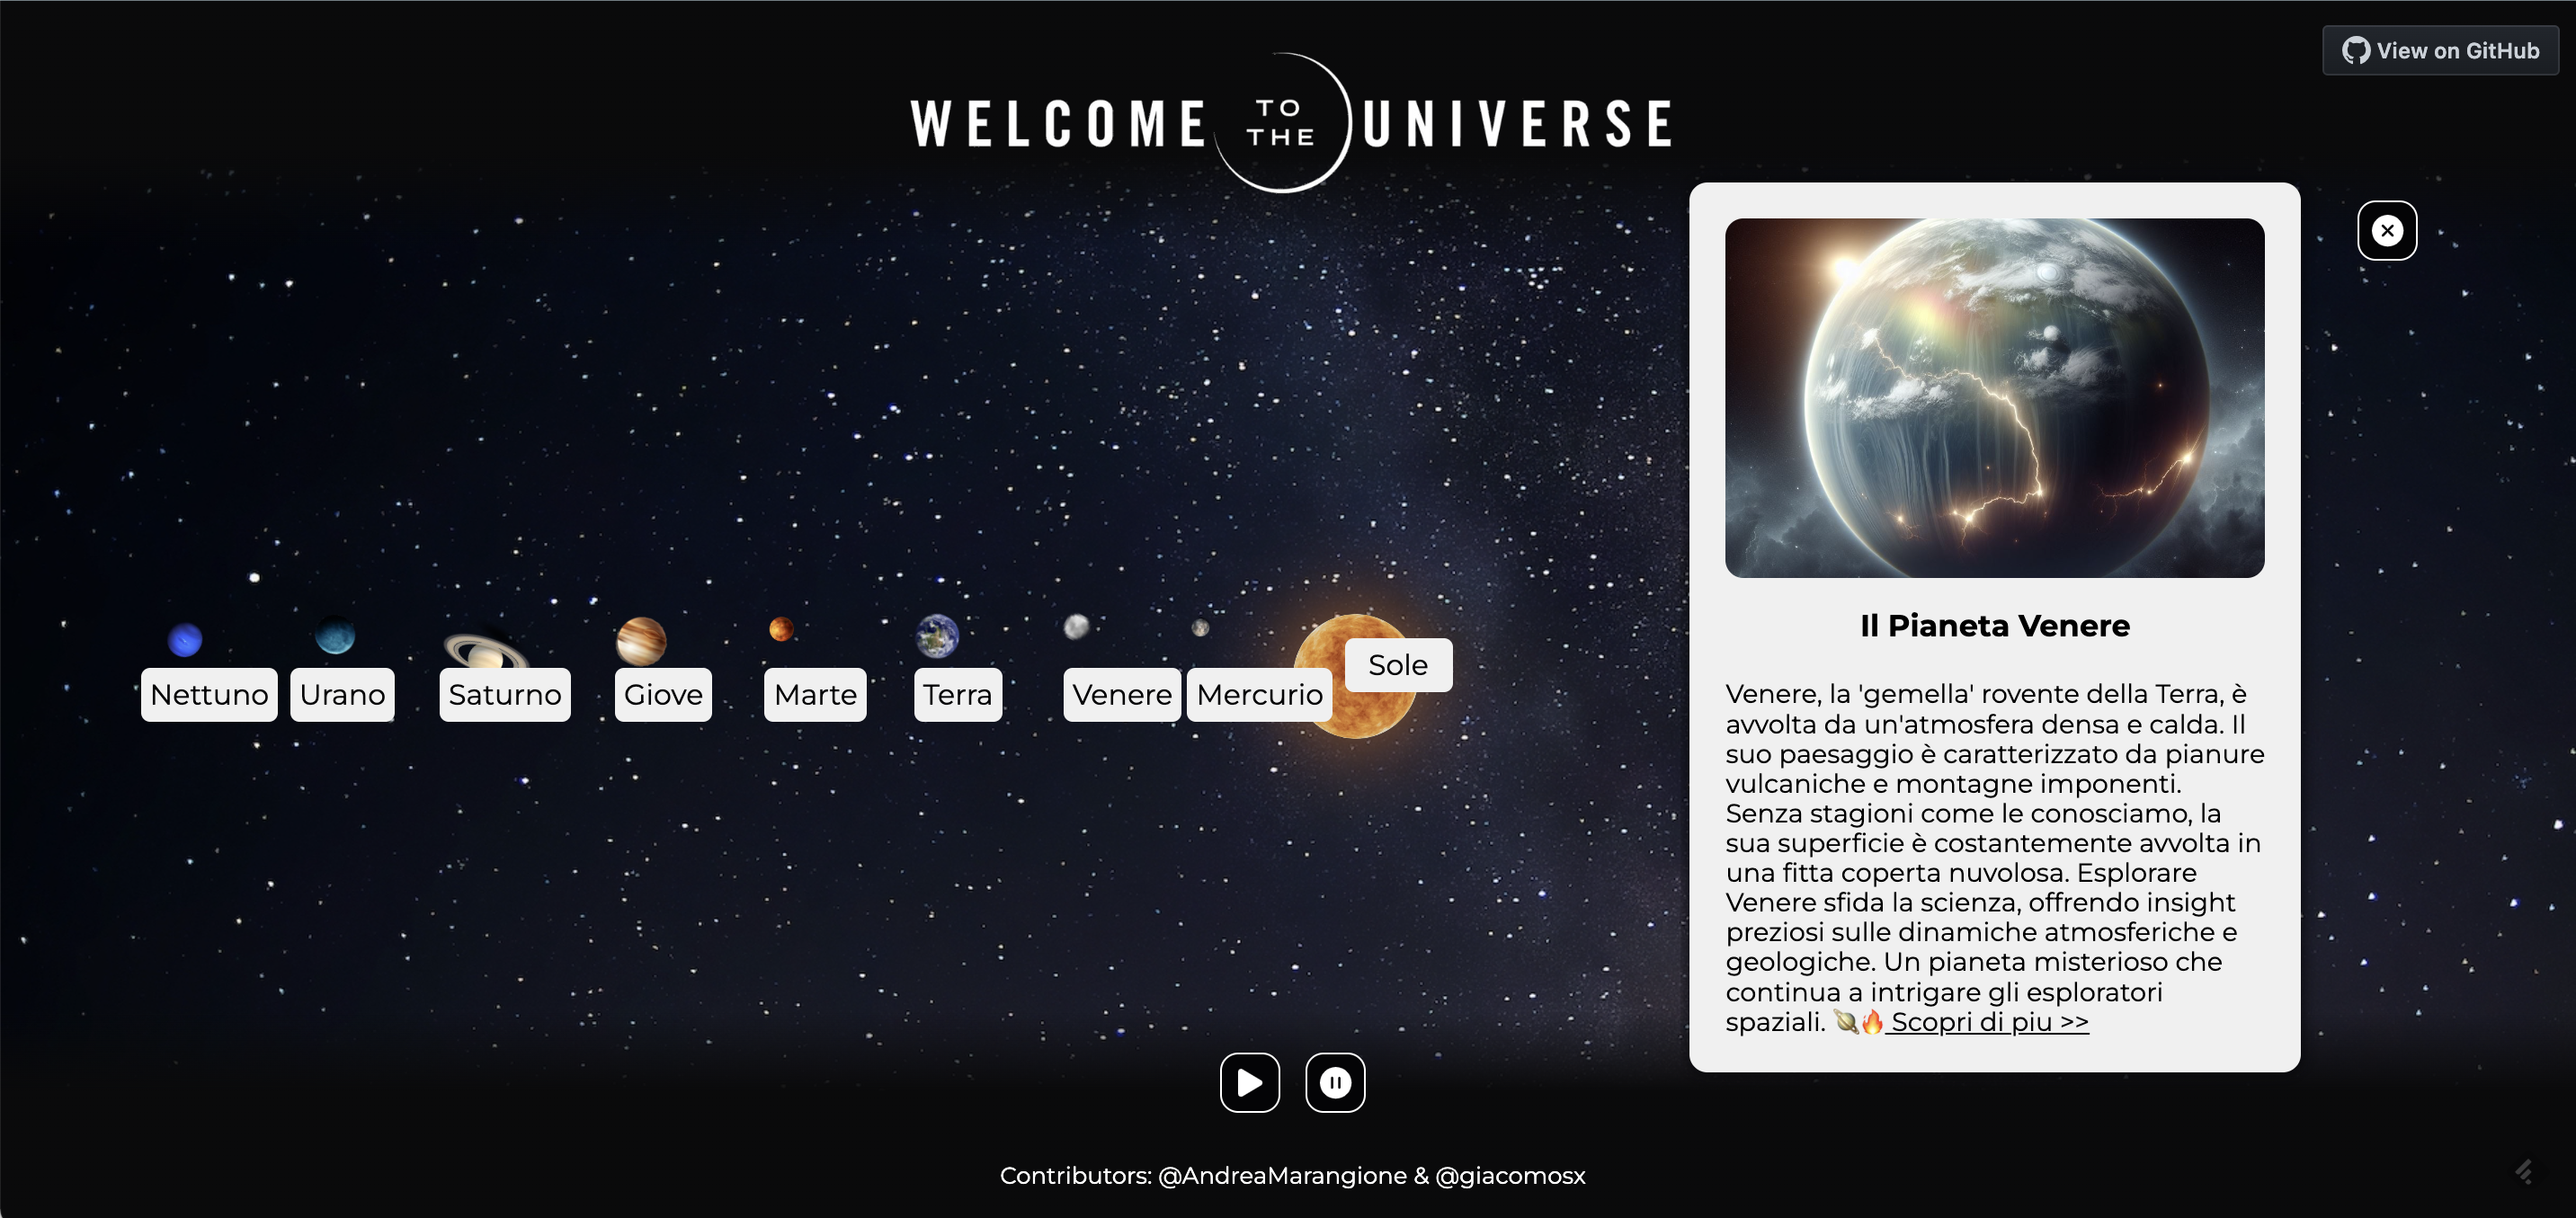 View on GitHub
WELCOME TO THE UNIVERSE
Nettuno
Urano
Saturno
Giove
Marte
Terra
Venere
Mercurio
Sole
Il Pianeta Venere
Venere, la 'gemella' rovente della Terra, è
avvolta da un'atmosfera densa e calda. Il
suo paesaggio è caratterizzato da pianure
vulcaniche e montagne imponenti.
Senza stagioni come le conosciamo, la
sua superficie è costantemente avvolta in
una fitta coperta nuvolosa. Esplorare
Venere sfida la scienza, offrendo insight
preziosi sulle dinamiche atmosferiche e
geologiche. Un pianeta misterioso che
continua a intrigare gli esploratori
spaziali. 🪐🔥 Scopri di piu >>
Contributors: @AndreaMarangione & @giacomosx